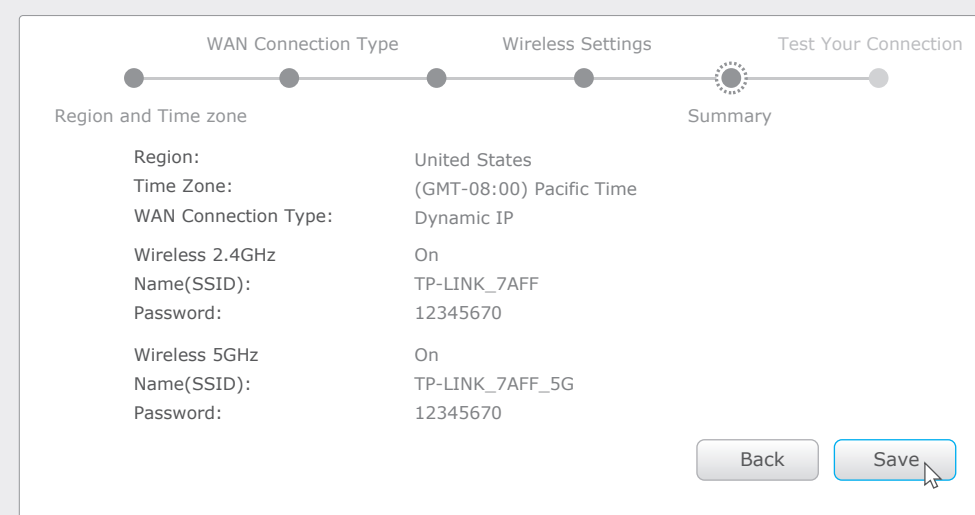 WAN Connection Type Wireless Settings Test Your Connection
Region and Time zone Summary
Region: United States
Time Zone: (GMT-08:00) Pacific Time
WAN Connection Type: Dynamic IP
Wireless 2.4GHz On
Name(SSID): TP-LINK_7AFF
Password: 12345670
Wireless 5GHz On
Name(SSID): TP-LINK_7AFF_5G
Password: 12345670
Back Save